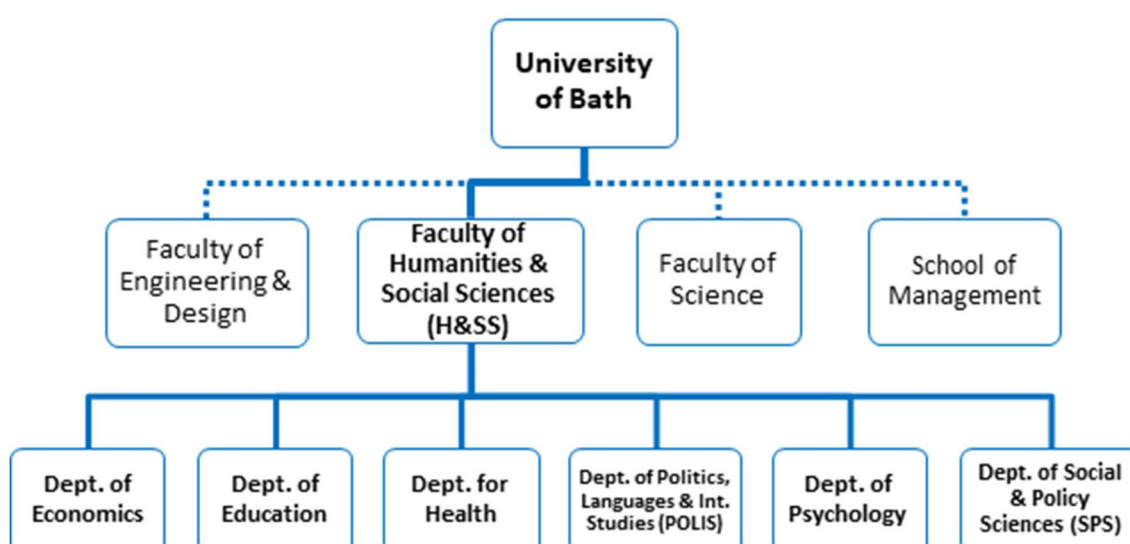 University
of Bath
Faculty of
Engineering &
Design
Faculty of
Humanities &
Social Sciences
(H&SS)
Faculty of
Science
School of
Management
Dept. of
Economics
Dept. of
Education
Dept. for
Health
Dept. of Politics,
Languages & Int.
Studies (POLIS)
Dept. of
Psychology
Dept. of Social
& Policy
Sciences (SPS)